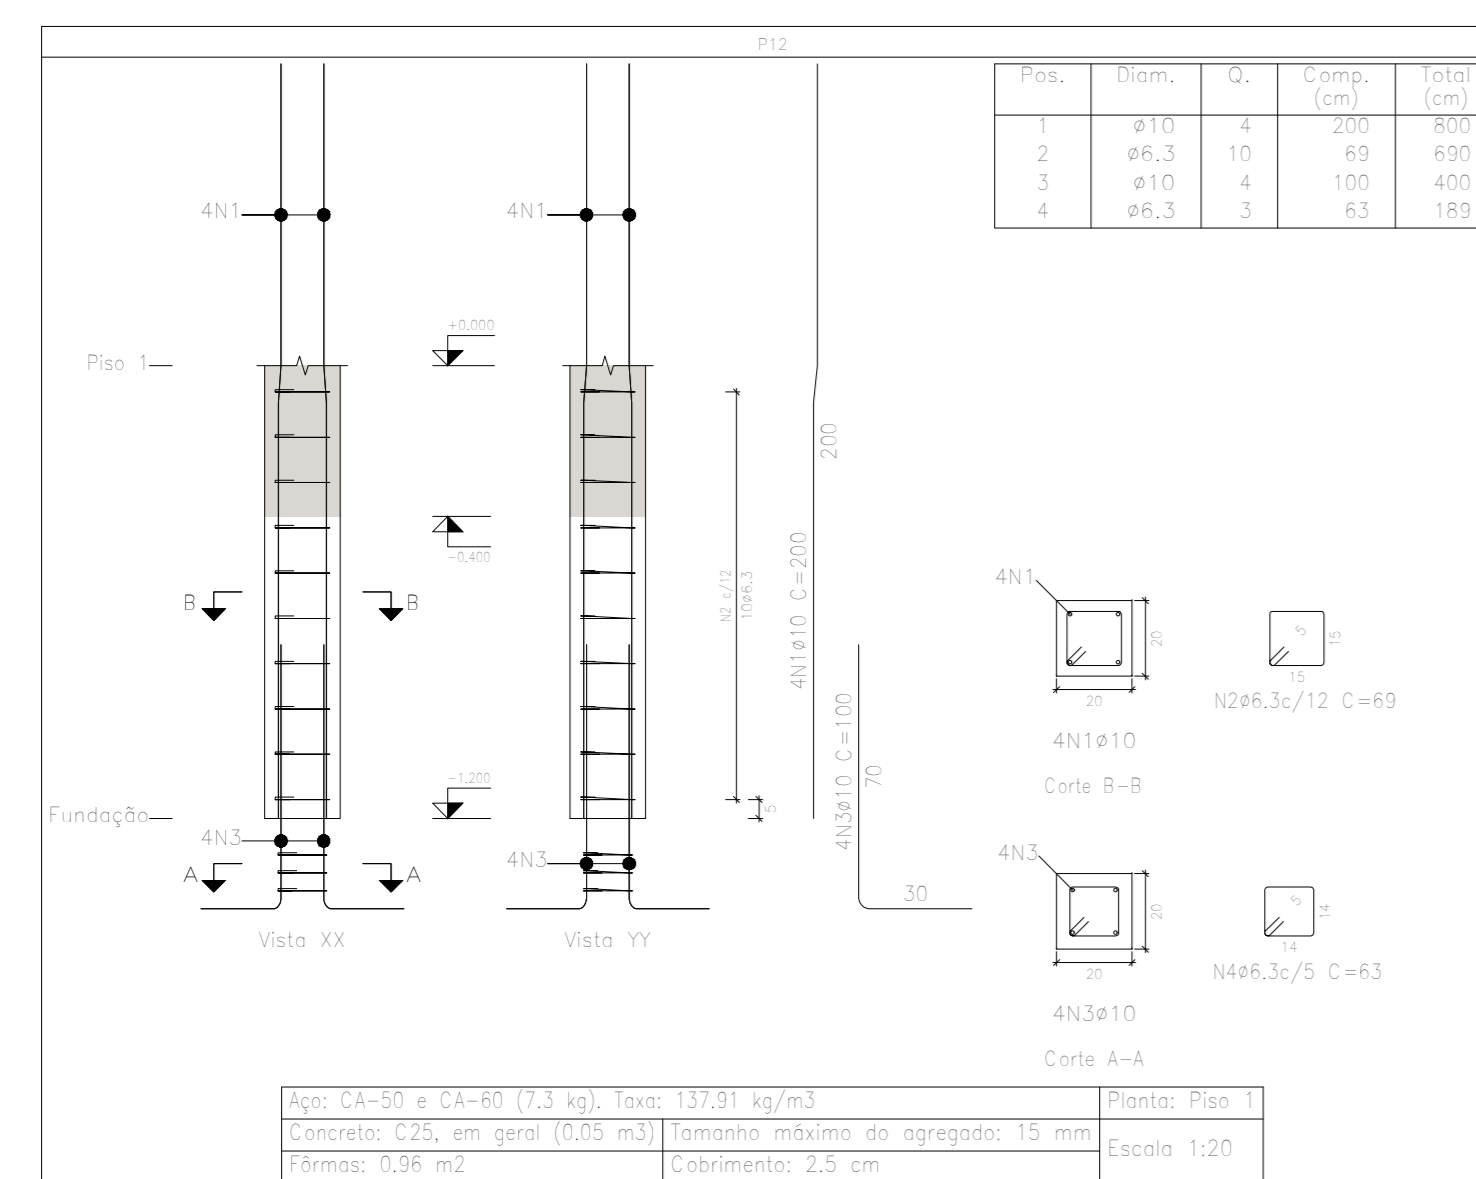 P12
Pos. Diam. Q. Comp. (cm) Total (cm)
1 ø10 4 200 800
2 ø6.3 10 69 690
3 ø10 4 100 400
4 ø6.3 3 63 189
4N1
4N1
+0.000
Piso 1
200
-0.400
N2 c/12
10ø6.3
4N1ø10 C=200
B B
4N1
20
20
4N1ø10
Corte B-B
5
15
15
N2ø6.3c/12 C=69
4N3ø10 C=100
70
30
-1.200
5
Fundação
4N3
4N3
A A
Vista XX
Vista YY
4N3
20
20
4N3ø10
Corte A-A
5
14
14
N4ø6.3c/5 C=63
Aço: CA-50 e CA-60 (7.3 kg). Taxa: 137.91 kg/m3
Planta: Piso 1
Concreto: C25, em geral (0.05 m3)
Tamanho máximo do agregado: 15 mm
Escala 1:20
Fôrmas: 0.96 m2
Cobrimento: 2.5 cm